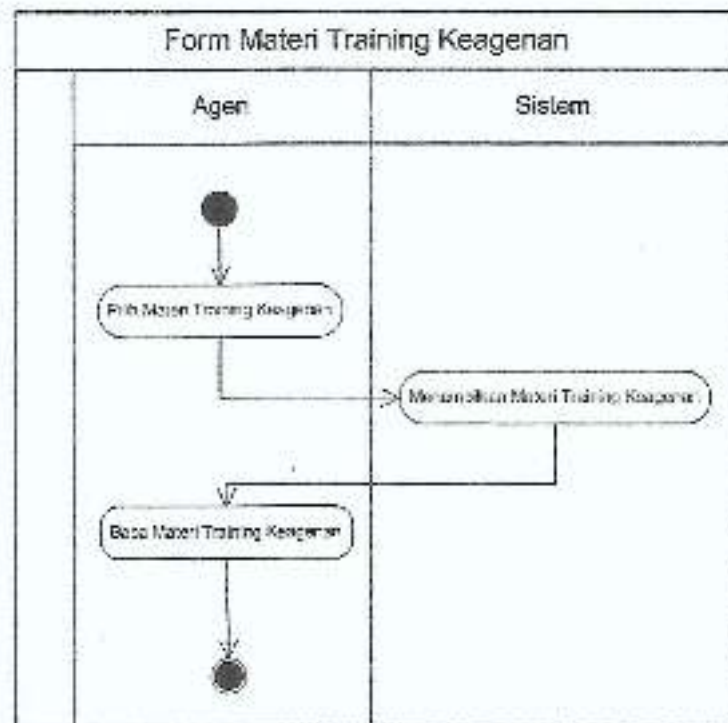 Form Materi Training Keagenan
Agen
Sistem
Pilih Materi Training Keagenan
Menampilkan Materi Training Keagenan
Baca Materi Training Keagenan